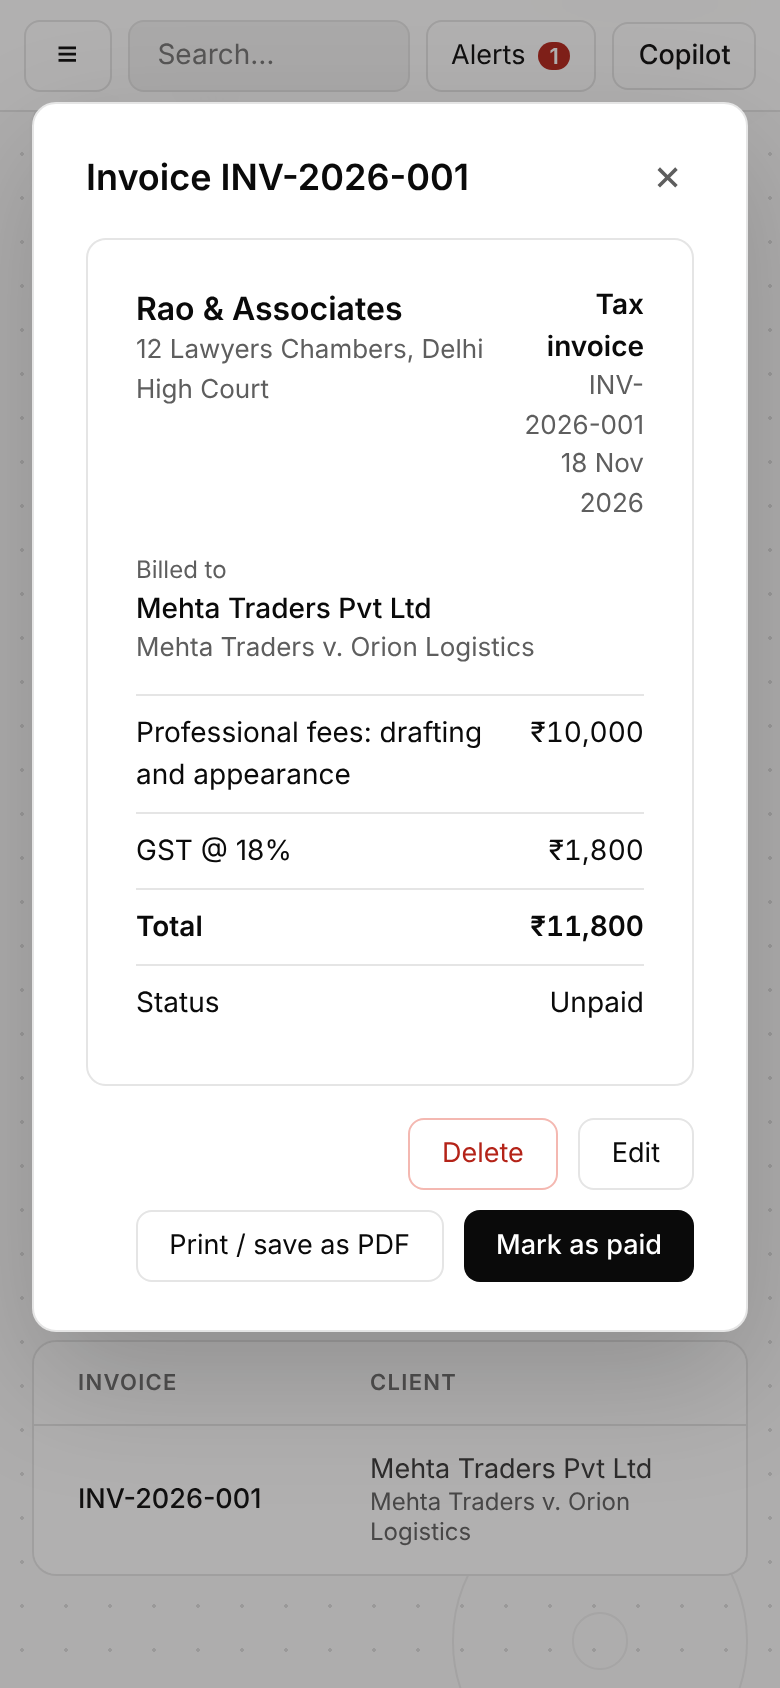 ≡ Search... Alerts 1 Copilot
Invoice INV-2026-001 ×
Rao & Associates
12 Lawyers Chambers, Delhi
High Court
Tax
invoice
INV-
2026-001
18 Nov
2026
Billed to
Mehta Traders Pvt Ltd
Mehta Traders v. Orion Logistics
Professional fees: drafting ₹10,000
and appearance
GST @ 18% ₹1,800
Total ₹11,800
Status Unpaid
Delete Edit
Print / save as PDF Mark as paid
INVOICE CLIENT
INV-2026-001
Mehta Traders Pvt Ltd
Mehta Traders v. Orion
Logistics